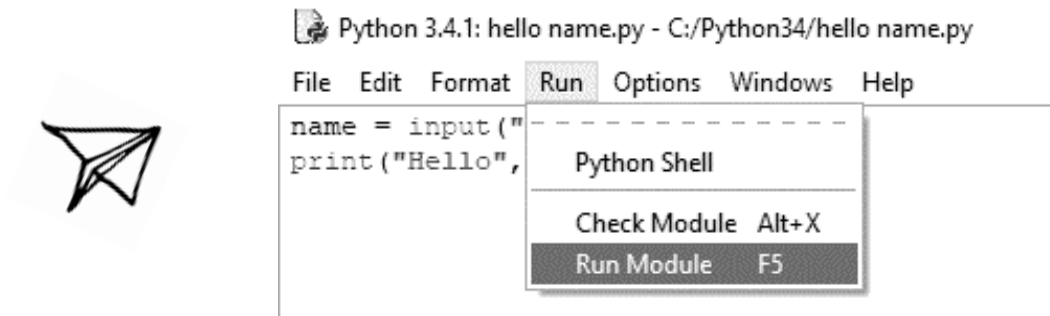 Python 3.4.1: hello name.py - C:/Python34/hello name.py
File Edit Format Run Options Windows Help
name = input("
print("Hello",
Python Shell
Check Module Alt+X
Run Module F5